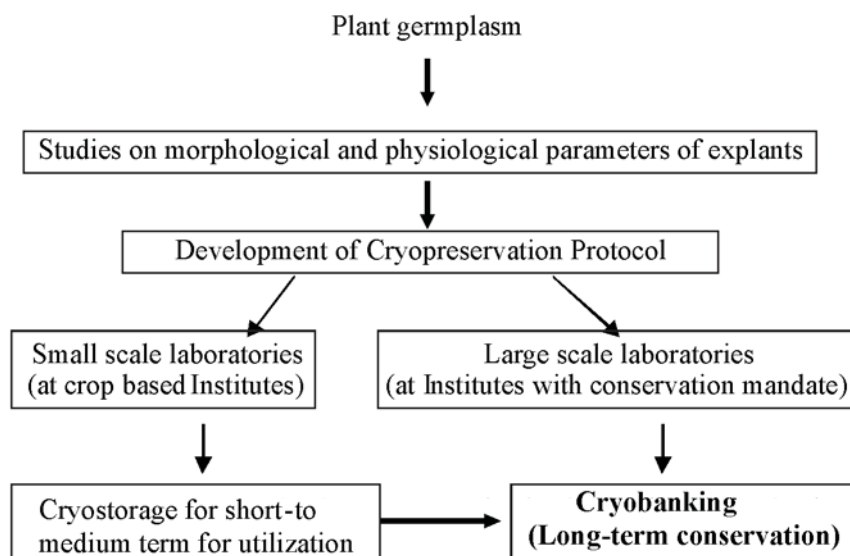 Plant germplasm
Studies on morphological and physiological parameters of explants
Development of Cryopreservation Protocol
Small scale laboratories
(at crop based Institutes)
Large scale laboratories
(at Institutes with conservation mandate)
Cryostorage for short-to
medium term for utilization
Cryobanking
(Long-term conservation)